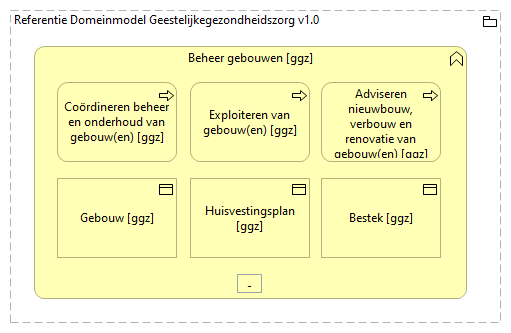 Referentie Domeinmodel Geestelijkegezondheidszorg v1.0
Beheer gebouwen [ggz]
Coördineren beheer
en onderhoud van
gebouw(en) [ggz]
Exploiteren van
gebouw(en) [ggz]
Adviseren
nieuwbouw,
verbouw en
renovatie van
gebouw(en) [ggz]
Gebouw [ggz]
Huisvestingsplan
[ggz]
Bestek [ggz]
-